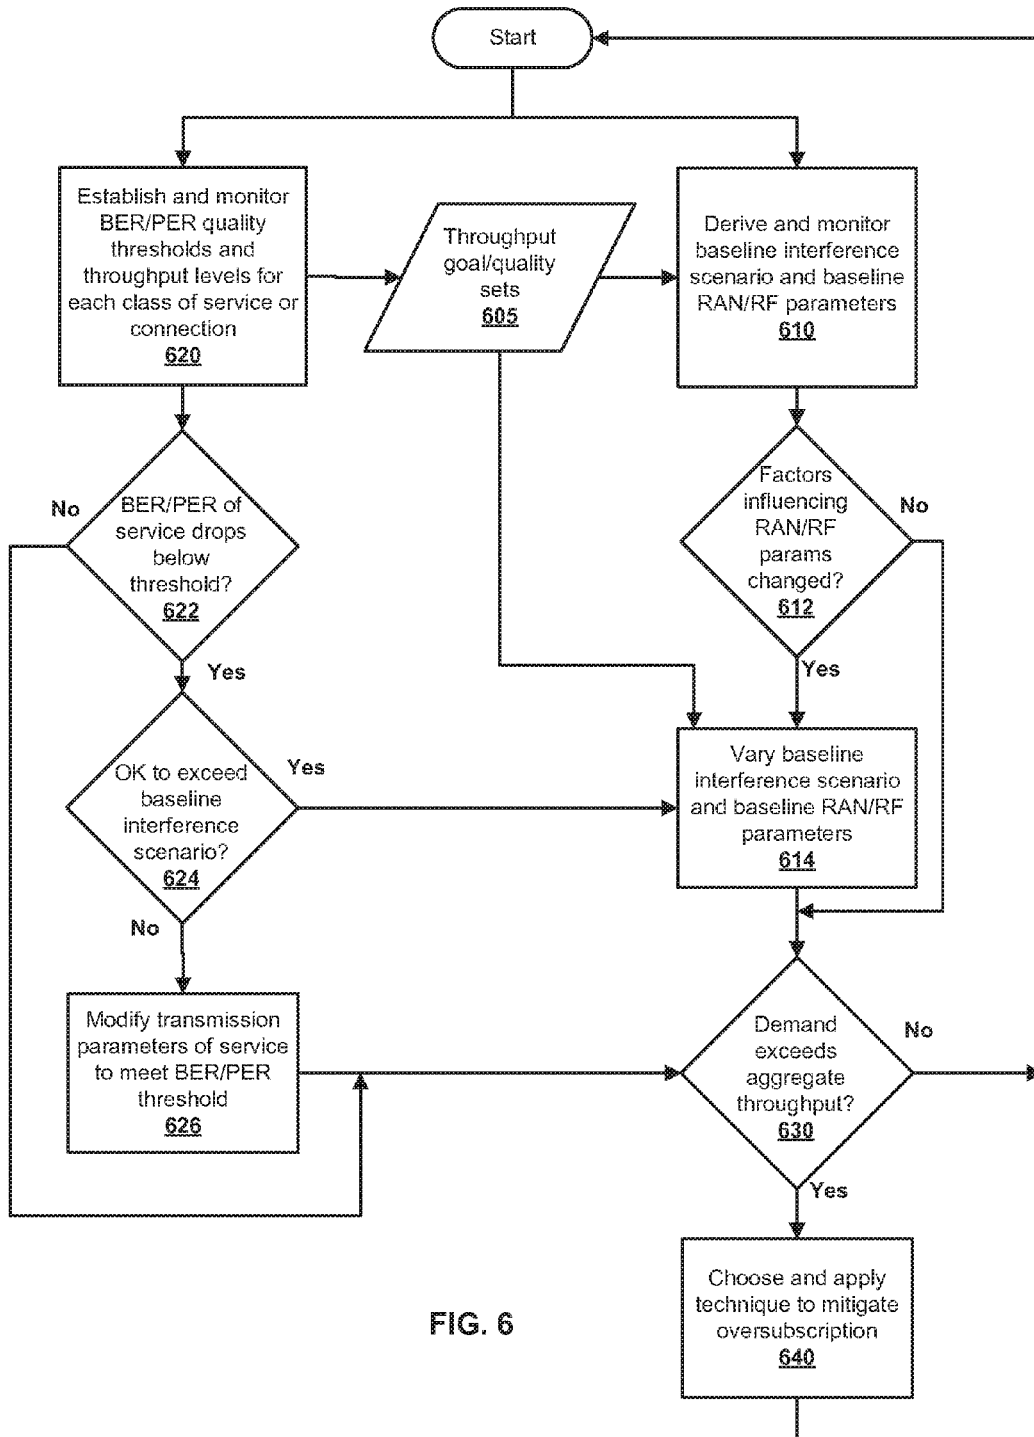 Start
Establish and monitor
BER/PER quality
thresholds and
throughput levels for
each class of service or
connection
620
Throughput
goal/quality
sets
605
Derive and monitor
baseline interference
scenario and baseline
RAN/RF parameters
610
No
BER/PER of
service drops
below
threshold?
622
Yes
Factors
influencing
RAN/RF
params
changed?
612
No
Yes
OK to exceed
baseline
interference
scenario?
624
Yes
No
Vary baseline
interference scenario
and baseline RAN/RF
parameters
614
Modify transmission
parameters of service
to meet BER/PER
threshold
626
Demand
exceeds
aggregate
throughput?
630
No
Yes
Choose and apply
technique to mitigate
oversubscription
640
FIG. 6